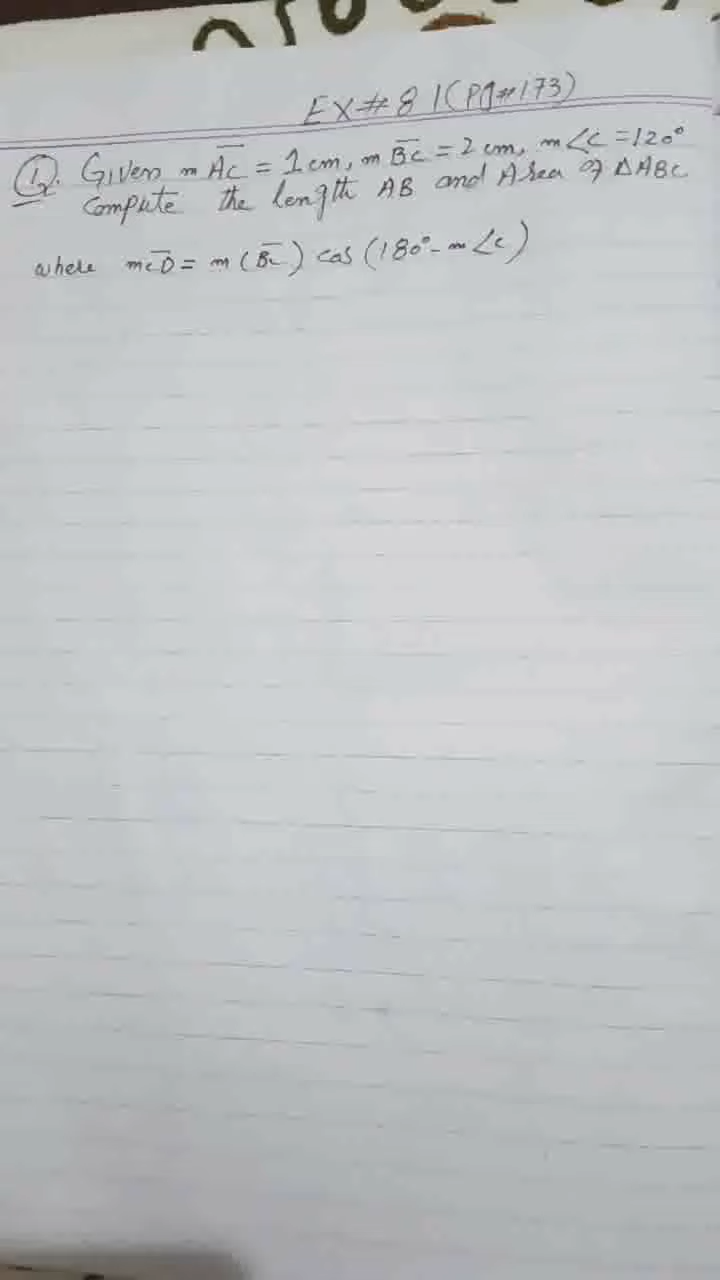 EX#8 1(Pg#173)
Q1. Given m AC = 1cm, m BC = 2 cm, m∠C = 120°
compute the length AB and Area of ΔABC
where mCD = m(BC) cos(180° - m∠C)